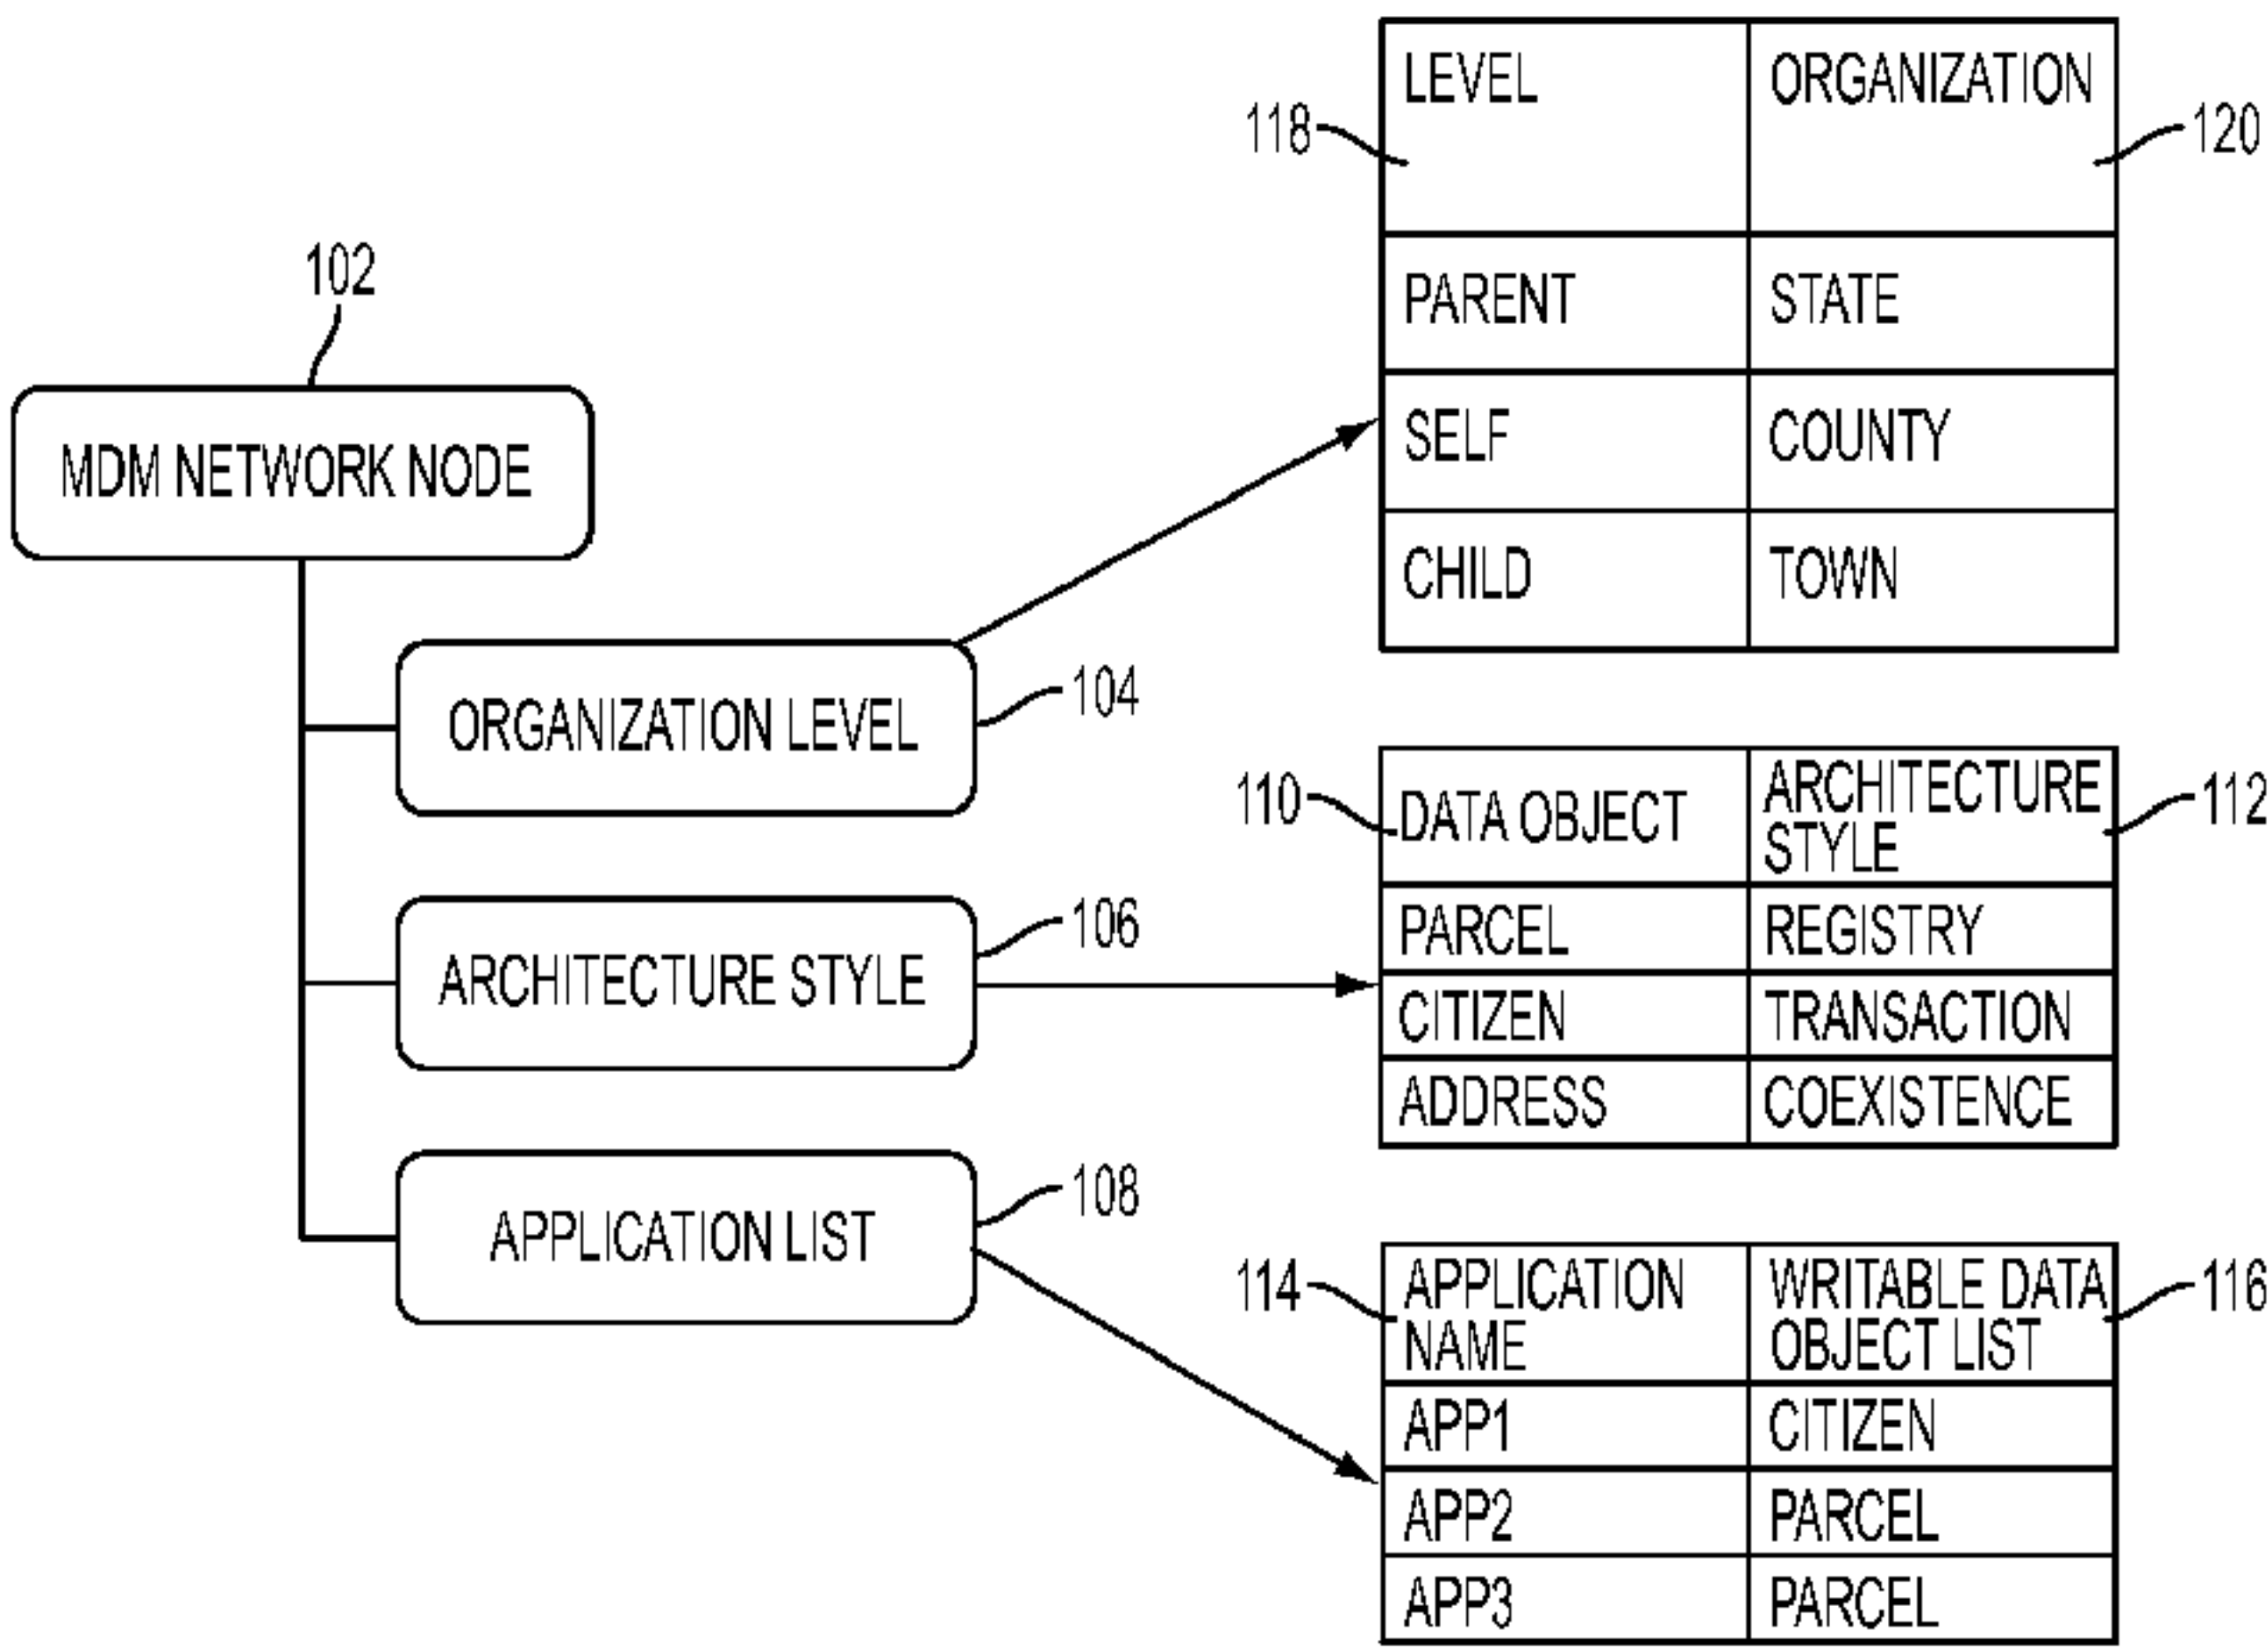 102
MDM NETWORK NODE
ORGANIZATION LEVEL
104
ARCHITECTURE STYLE
106
APPLICATION LIST
108
118
LEVEL
ORGANIZATION
120
PARENT
STATE
SELF
COUNTY
CHILD
TOWN
110
DATA OBJECT
ARCHITECTURE
STYLE
112
PARCEL
REGISTRY
CITIZEN
TRANSACTION
ADDRESS
COEXISTENCE
114
APPLICATION
NAME
WRITABLE DATA
OBJECT LIST
116
APP1
CITIZEN
APP2
PARCEL
APP3
PARCEL